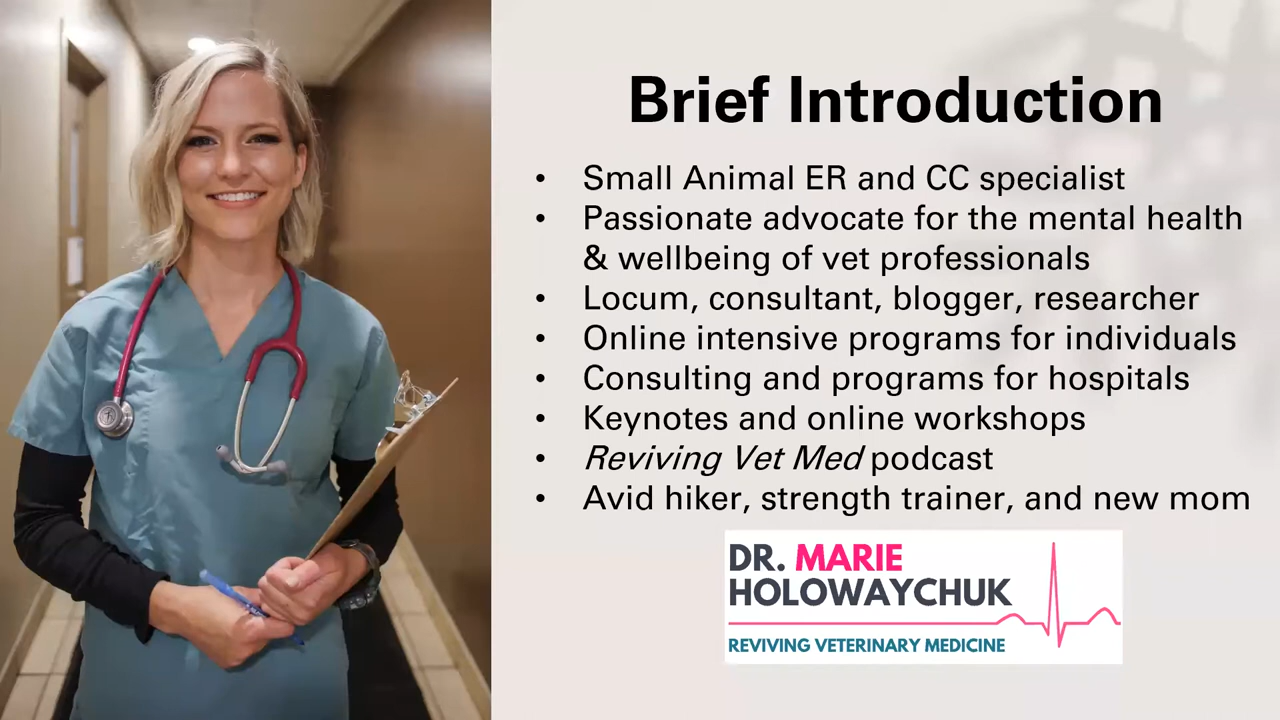 Brief Introduction
• Small Animal ER and CC specialist
• Passionate advocate for the mental health
& wellbeing of vet professionals
• Locum, consultant, blogger, researcher
• Online intensive programs for individuals
• Consulting and programs for hospitals
• Keynotes and online workshops
• Reviving Vet Med podcast
• Avid hiker, strength trainer, and new mom
DR. MARIE
HOLOWAYCHUK
REVIVING VETERINARY MEDICINE